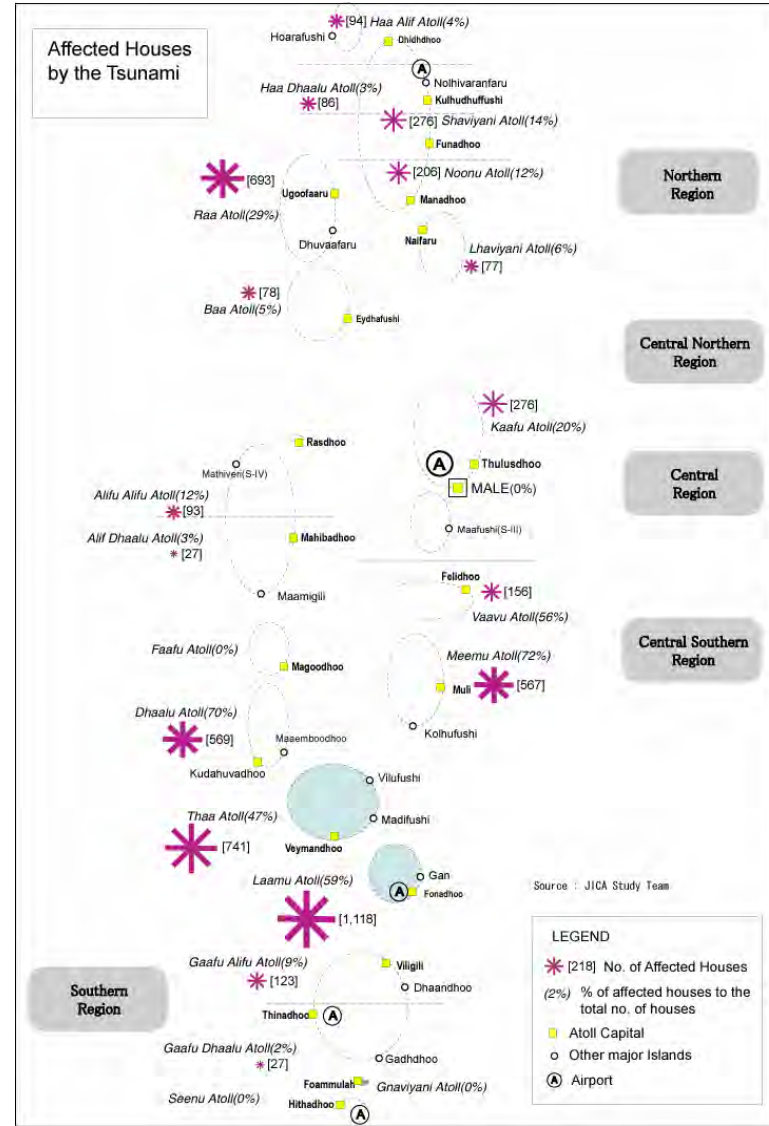 Affected Houses
by the Tsunami
[94] Haa Alif Atoll(4%)
Hoarafushi
Dhidhdhoo
A
Nolhivaranfaru
Haa Dhaalu Atoll(3%)
[86]
Kulhudhuffushi
[276] Shaviyani Atoll(14%)
Funadhoo
Northern
Region
[206] Noonu Atoll(12%)
[693]
Ugoofaaru
Manadhoo
Raa Atoll(29%)
Dhuvaafaru
Naifaru
Lhaviyani Atoll(6%)
[77]
[78]
Baa Atoll(5%)
Eydhafushi
Central Northern
Region
[276]
Kaafu Atoll(20%)
Rasdhoo
Mathiveri(S-IV)
A
Thulusdhoo
Central
Region
MALE(0%)
Alifu Alifu Atoll(12%)
[93]
Maafushi(S-III)
Alif Dhaalu Atoll(3%)
[27]
Mahibadhoo
Felidhoo
[156]
Maamigili
Vaavu Atoll(56%)
Central Southern
Region
Faafu Atoll(0%)
Magoodhoo
Meemu Atoll(72%)
Muli
[567]
Dhaalu Atoll(70%)
[569]
Maaemboodhoo
Kolhufushi
Kudahuvadhoo
Vilufushi
Thaa Atoll(47%)
Madifushi
[741]
Veymandhoo
Gan
Laamu Atoll(59%)
A
Fonadhoo
Source : JICA Study Team
[1,118]
LEGEND
[218] No. of Affected Houses
(2%) % of affected houses to the
total no. of houses
Atoll Capital
Other major Islands
A Airport
Gaafu Alifu Atoll(9%)
[123]
Viligili
Dhaandhoo
Southern
Region
Thinadhoo
A
Gaafu Dhaalu Atoll(2%)
[27]
Gadhdhoo
Foammulah
Gnaviyani Atoll(0%)
Seenu Atoll(0%)
Hithadhoo
A